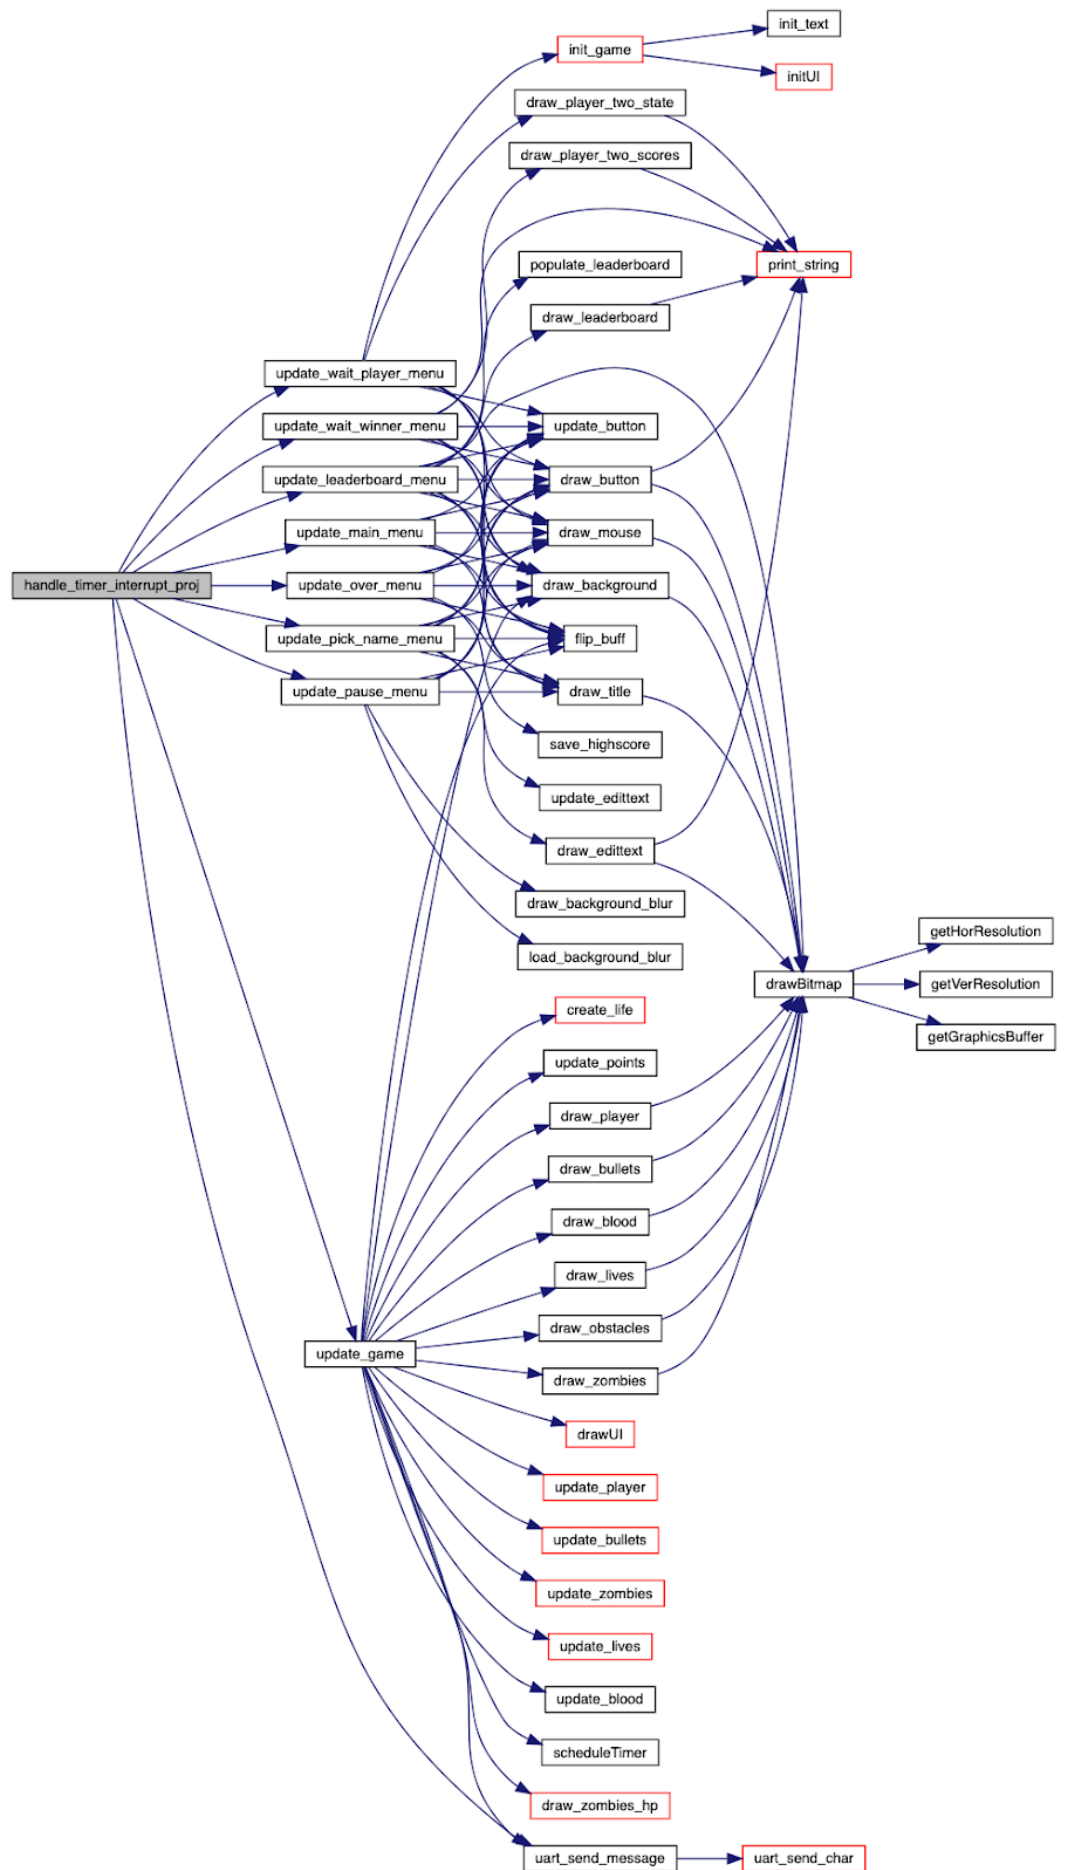 init_text
init_game
initUI
draw_player_two_state
draw_player_two_scores
populate_leaderboard
print_string
draw_leaderboard
update_wait_player_menu
update_wait_winner_menu
update_button
update_leaderboard_menu
draw_button
update_main_menu
draw_mouse
handle_timer_interrupt_proj
update_over_menu
draw_background
update_pick_name_menu
flip_buff
update_pause_menu
draw_title
save_highscore
update_edittext
draw_edittext
draw_background_blur
getHorResolution
load_background_blur
drawBitmap
getVerResolution
create_life
getGraphicsBuffer
update_points
draw_player
draw_bullets
draw_blood
draw_lives
draw_obstacles
update_game
draw_zombies
drawUI
update_player
update_bullets
update_zombies
update_lives
update_blood
scheduleTimer
draw_zombies_hp
uart_send_message
uart_send_char